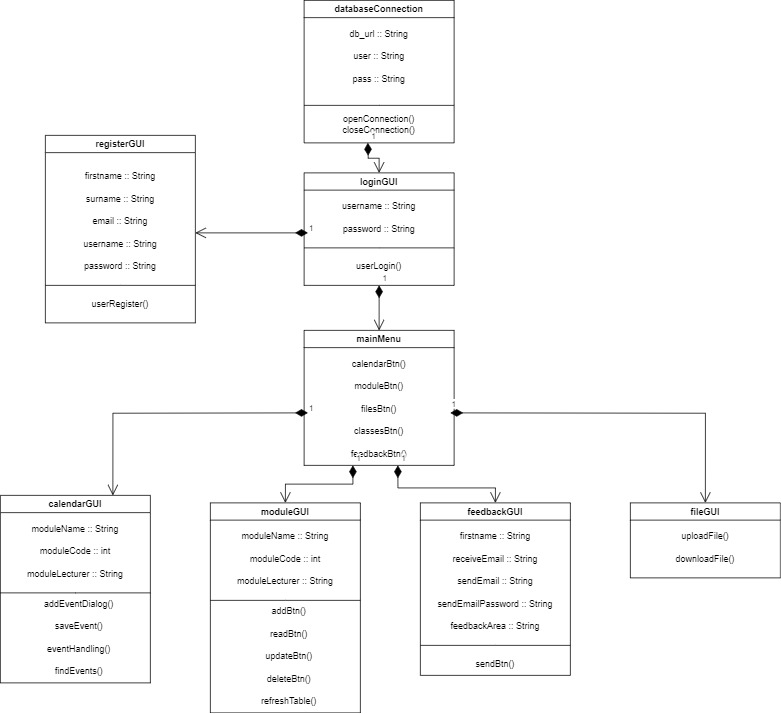 databaseConnection
db_url :: String
user :: String
pass :: String
openConnection()
closeConnection()
1
registerGUI
firstname :: String
surname :: String
email :: String
username :: String
password :: String
userRegister()
loginGUI
username :: String
password :: String
1
userLogin()
1
mainMenu
calendarBtn()
moduleBtn()
filesBtn()
classesBtn()
feedbackBtn()
1
1
1
1
calendarGUI
moduleName :: String
moduleCode :: int
moduleLecturer :: String
addEventDialog()
saveEvent()
eventHandling()
findEvents()
moduleGUI
moduleName :: String
moduleCode :: int
moduleLecturer :: String
addBtn()
readBtn()
updateBtn()
deleteBtn()
refreshTable()
feedbackGUI
firstname :: String
receiveEmail :: String
sendEmail :: String
sendEmailPassword :: String
feedbackArea :: String
sendBtn()
fileGUI
uploadFile()
downloadFile()